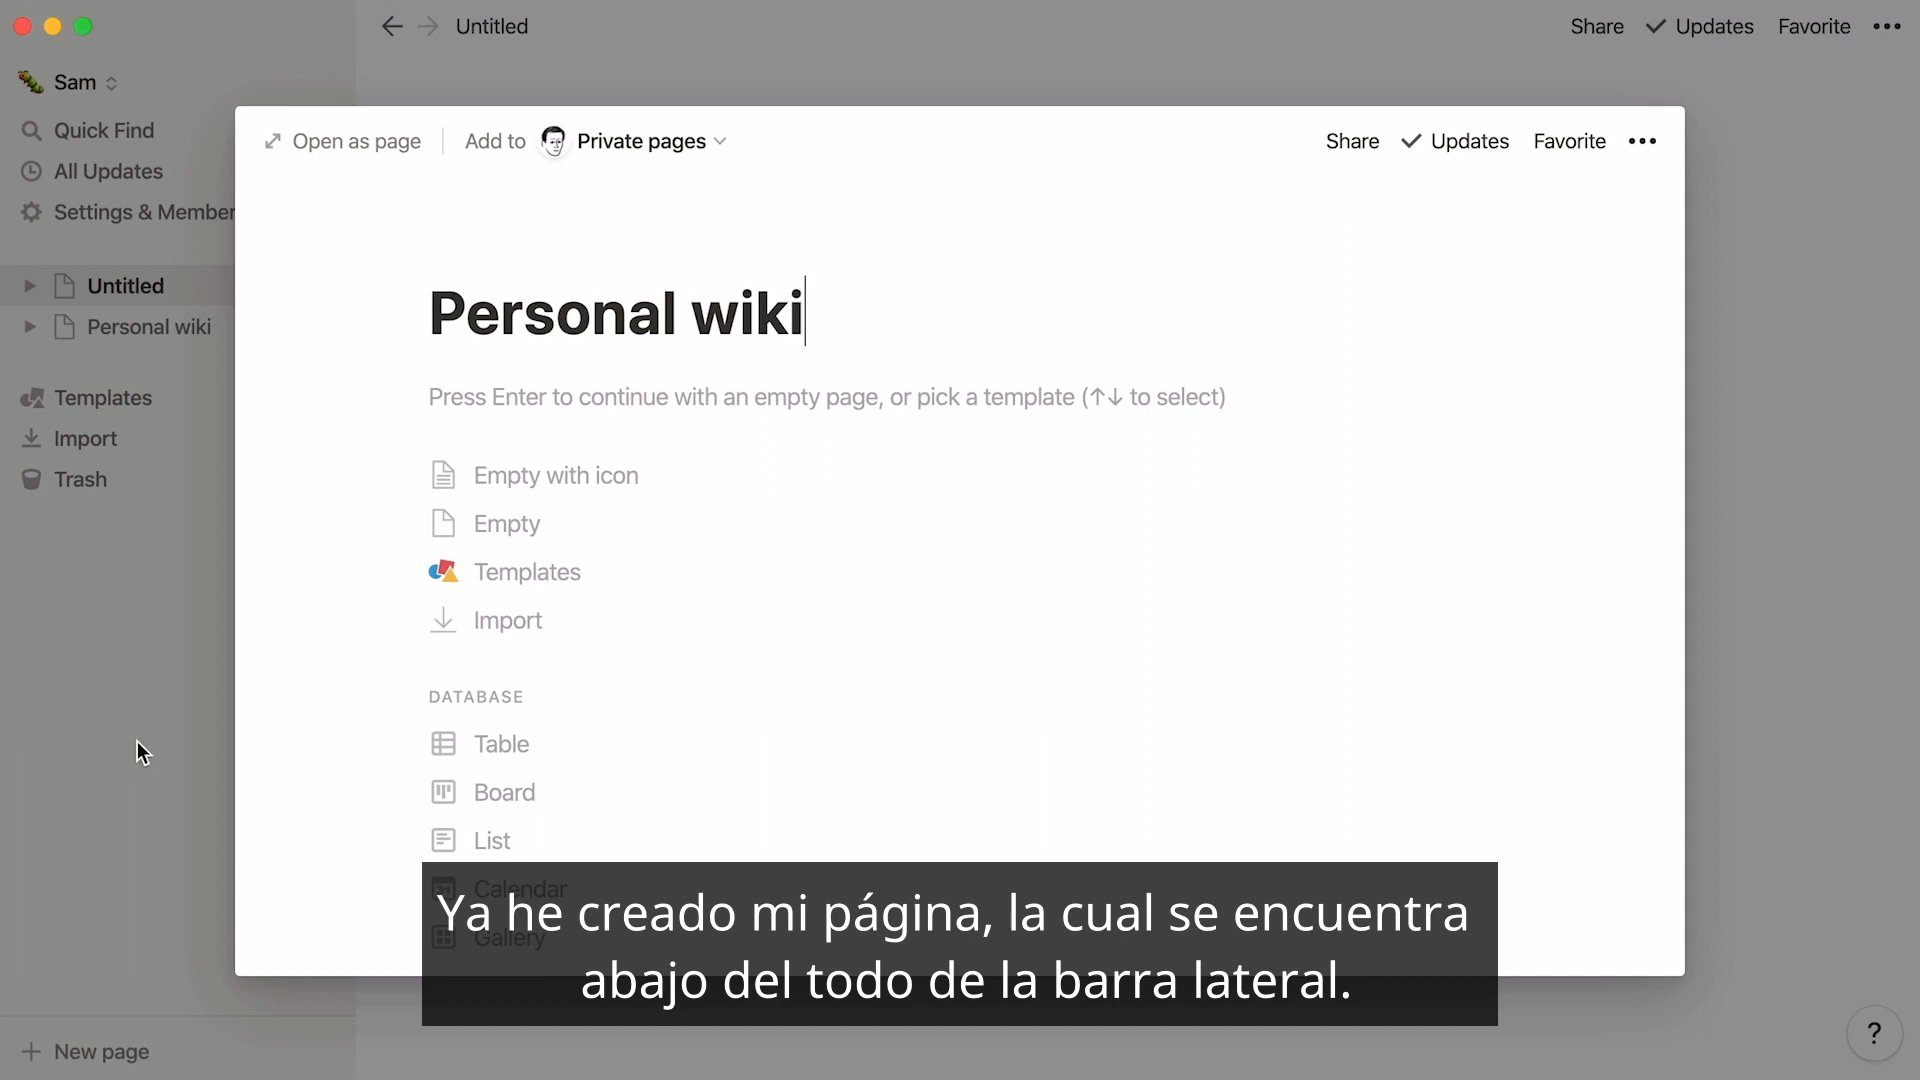 Untitled
Share
Updates
Favorite
Sam
Quick Find
All Updates
Settings & Member
Untitled
Personal wiki
Templates
Import
Trash
New page
Open as page
Add to
Private pages
Share
Updates
Favorite
Personal wiki
Press Enter to continue with an empty page, or pick a template (↑↓ to select)
Empty with icon
Empty
Templates
Import
DATABASE
Table
Board
List
Calendar
Gallery
Ya he creado mi página, la cual se encuentra
abajo del todo de la barra lateral.
?